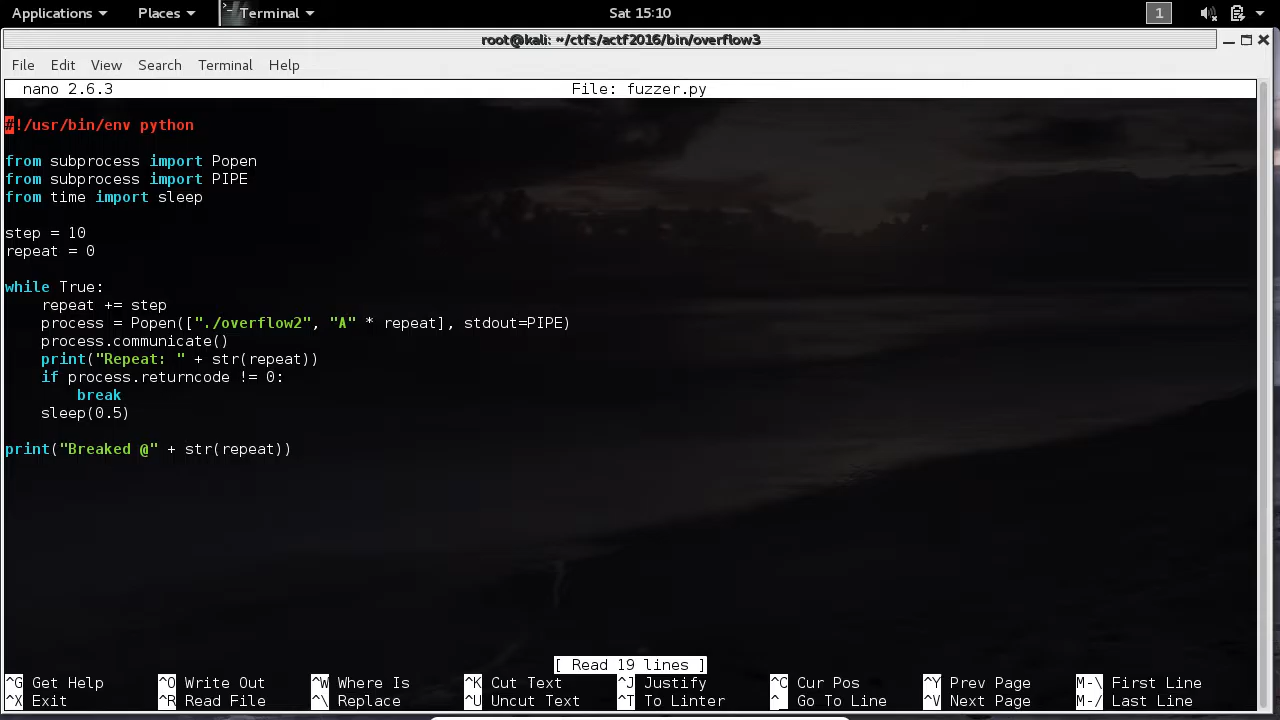 Applications Places Terminal Sat 15:10 1
root@kali: ~/ctfs/actf2016/bin/overflow3
File Edit View Search Terminal Help
nano 2.6.3 File: fuzzer.py
#!/usr/bin/env python
from subprocess import Popen
from subprocess import PIPE
from time import sleep
step = 10
repeat = 0
while True:
repeat += step
process = Popen(["./overflow2", "A" * repeat], stdout=PIPE)
process.communicate()
print("Repeat: " + str(repeat))
if process.returncode != 0:
break
sleep(0.5)
print("Breaked @" + str(repeat))
[ Read 19 lines ]
^G Get Help ^O Write Out ^W Where Is ^K Cut Text ^J Justify ^C Cur Pos ^Y Prev Page M-\ First Line
^X Exit ^R Read File ^\ Replace ^U Uncut Text ^T To Linter ^_ Go To Line ^V Next Page M-/ Last Line